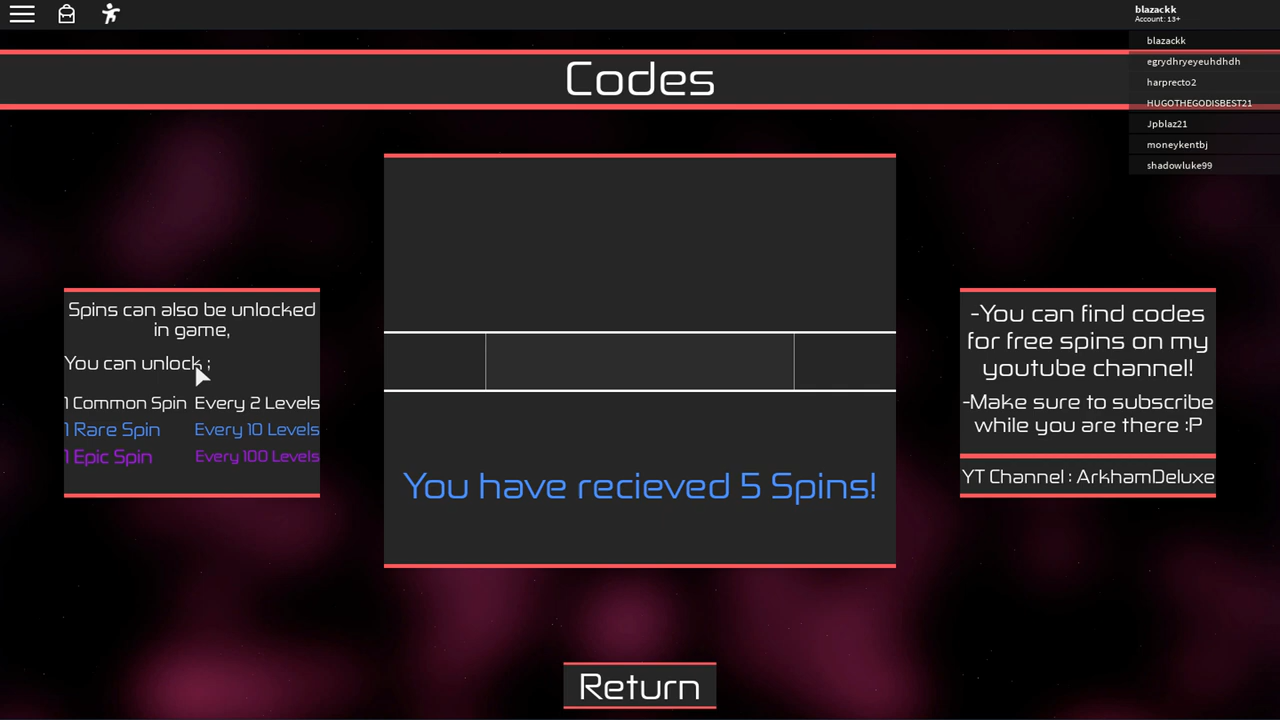 blazackk
Account: 13+
blazackk
egrydhryeyeuhdhdh
harprecto2
HUGOTHEGODISBEST21
Jpblaz21
moneykentbj
shadowluke99
Codes
Spins can also be unlocked
in game,
You can unlock ;
1 Common Spin Every 2 Levels
1 Rare Spin Every 10 Levels
1 Epic Spin Every 100 Levels
You have recieved 5 Spins!
-You can find codes
for free spins on my
youtube channel!
-Make sure to subscribe
while you are there :P
YT Channel : ArkhamDeluxe
Return